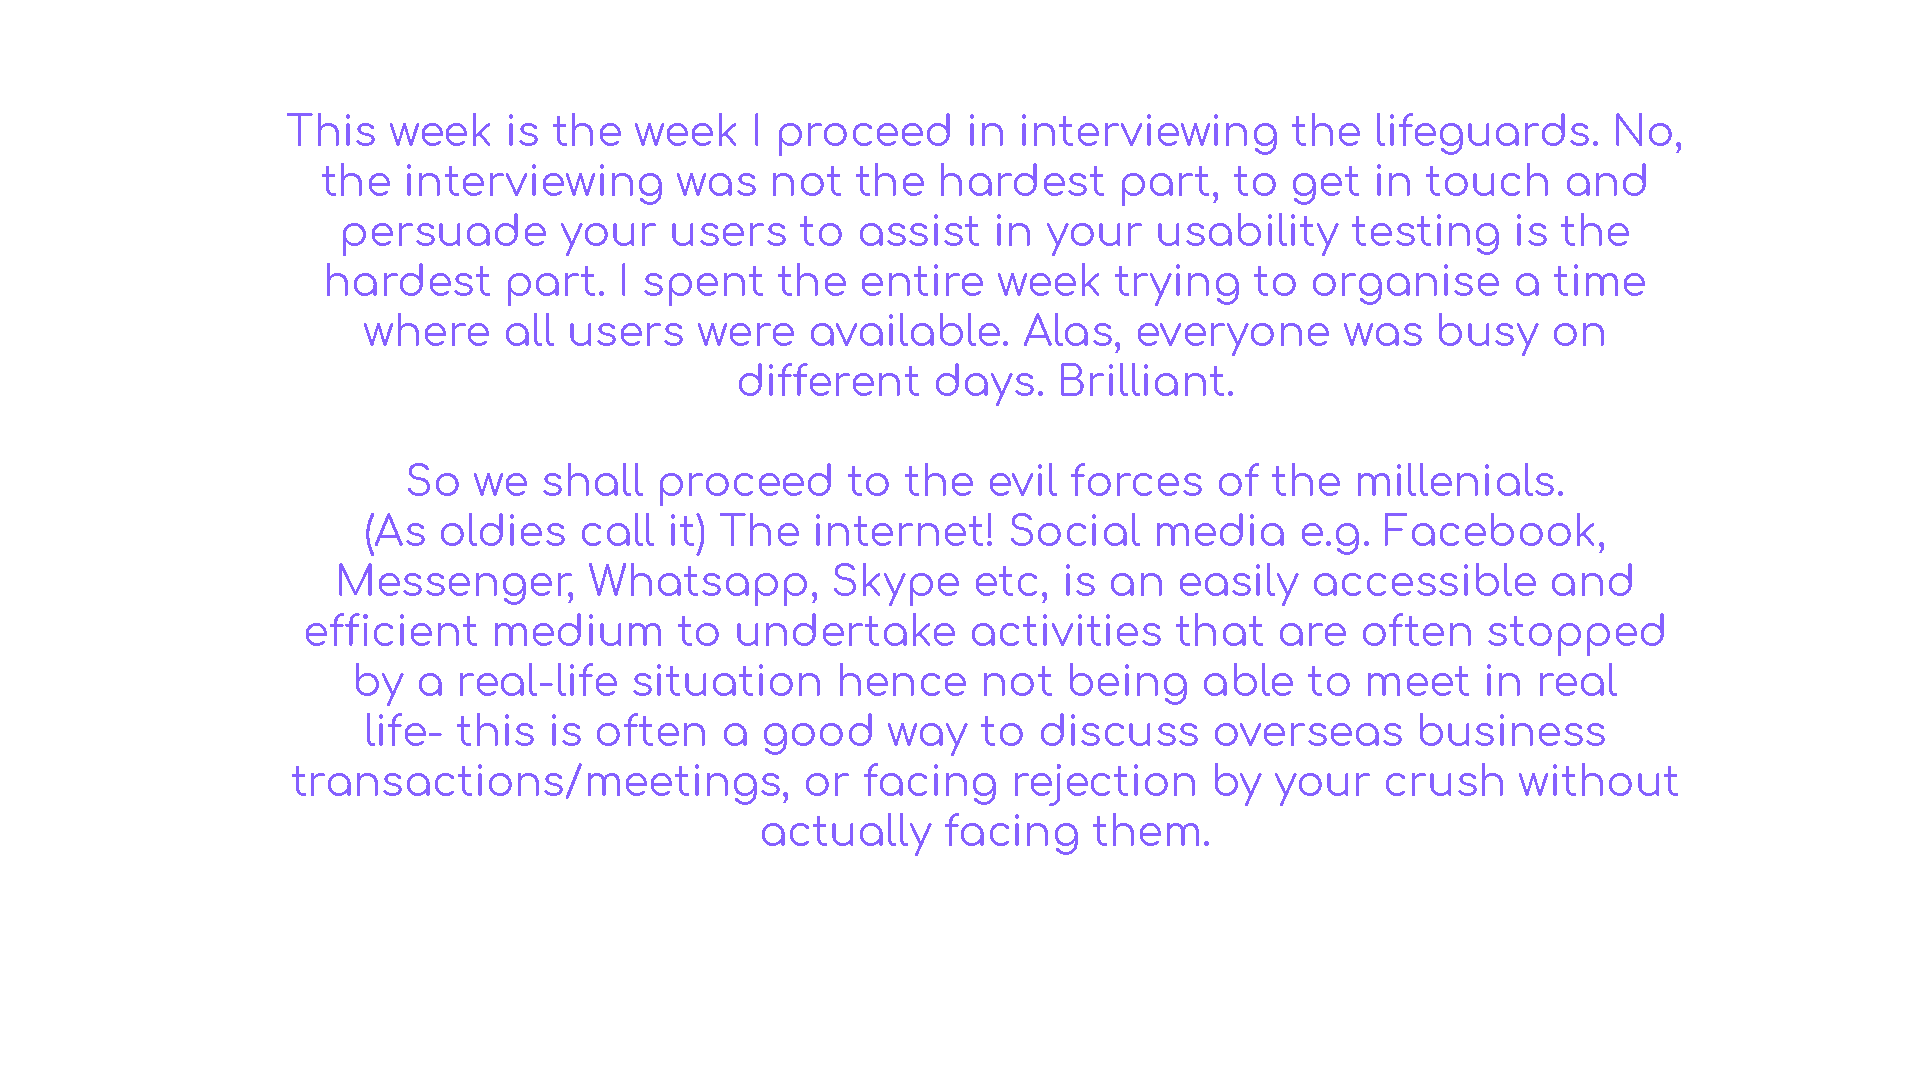 This week is the week I proceed in interviewing the lifeguards. No,
the interviewing was not the hardest part, to get in touch and
persuade your users to assist in your usability testing is the
hardest part. I spent the entire week trying to organise a time
where all users were available. Alas, everyone was busy on
different days. Brilliant.
So we shall proceed to the evil forces of the millenials.
(As oldies call it) The internet! Social media e.g. Facebook,
Messenger, Whatsapp, Skype etc, is an easily accessible and
efficient medium to undertake activities that are often stopped
by a real-life situation hence not being able to meet in real
life- this is often a good way to discuss overseas business
transactions/meetings, or facing rejection by your crush without
actually facing them.